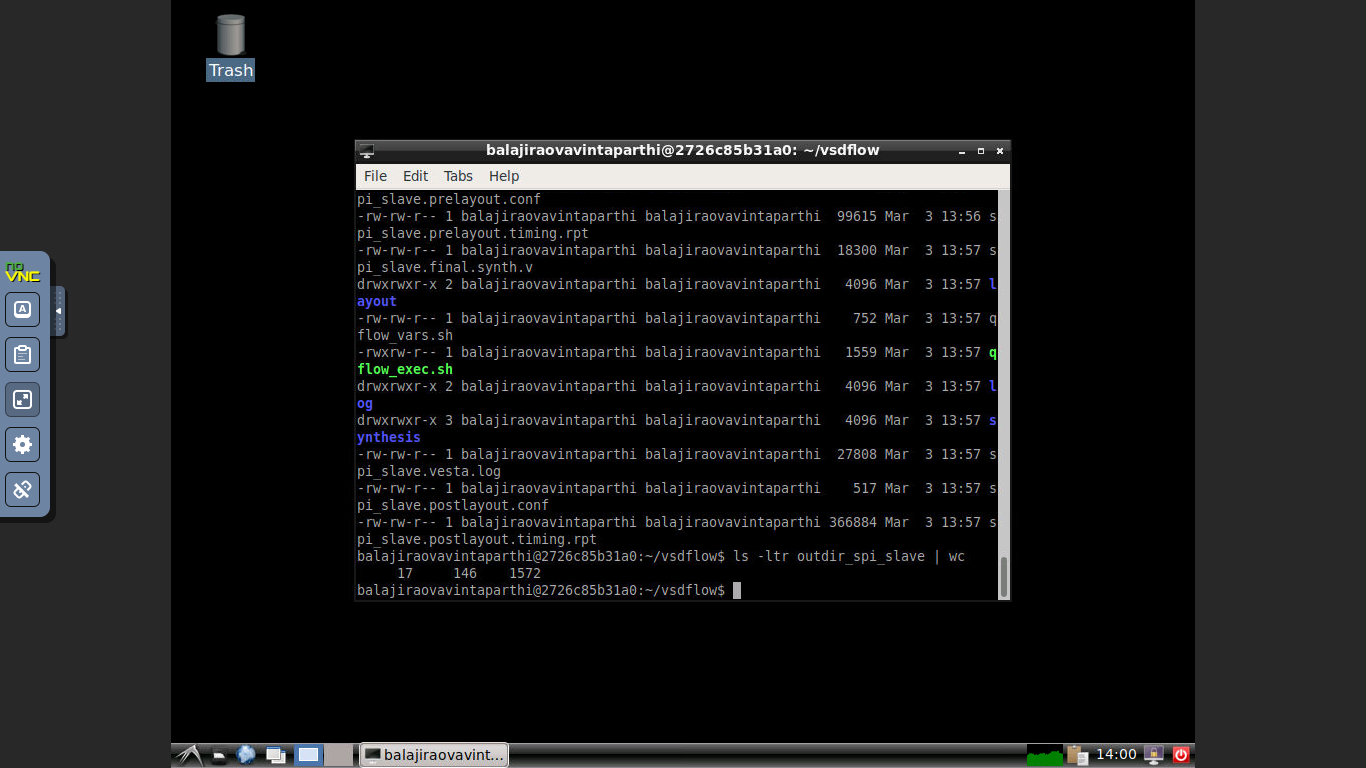 Trash
balajiraovavintaparthi@2726c85b31a0: ~/vsdflow
File Edit Tabs Help
pi_slave.prelayout.conf
-rw-rw-r-- 1 balajiraovavintaparthi balajiraovavintaparthi  99615 Mar  3 13:56 s
pi_slave.prelayout.timing.rpt
-rw-rw-r-- 1 balajiraovavintaparthi balajiraovavintaparthi  18300 Mar  3 13:57 s
pi_slave.final.synth.v
drwxrwxr-x 2 balajiraovavintaparthi balajiraovavintaparthi   4096 Mar  3 13:57 l
ayout
-rw-rw-r-- 1 balajiraovavintaparthi balajiraovavintaparthi    752 Mar  3 13:57 q
flow_vars.sh
-rwxrw-r-- 1 balajiraovavintaparthi balajiraovavintaparthi   1559 Mar  3 13:57 q
flow_exec.sh
drwxrwxr-x 2 balajiraovavintaparthi balajiraovavintaparthi   4096 Mar  3 13:57 l
og
drwxrwxr-x 3 balajiraovavintaparthi balajiraovavintaparthi   4096 Mar  3 13:57 s
ynthesis
-rw-rw-r-- 1 balajiraovavintaparthi balajiraovavintaparthi  27808 Mar  3 13:57 s
pi_slave.vesta.log
-rw-rw-r-- 1 balajiraovavintaparthi balajiraovavintaparthi    517 Mar  3 13:57 s
pi_slave.postlayout.conf
-rw-rw-r-- 1 balajiraovavintaparthi balajiraovavintaparthi 366884 Mar  3 13:57 s
pi_slave.postlayout.timing.rpt
balajiraovavintaparthi@2726c85b31a0:~/vsdflow$ ls -ltr outdir_spi_slave | wc
     17     146    1572
balajiraovavintaparthi@2726c85b31a0:~/vsdflow$
no
VNC
A
balajiraovavint...
14:00